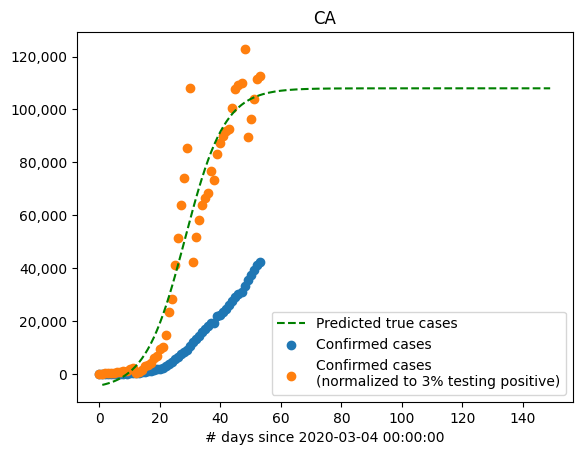 CA
120,000
100,000
80,000
60,000
40,000
20,000
0
Predicted true cases
Confirmed cases
Confirmed cases
(normalized to 3% testing positive)
0 20 40 60 80 100 120 140
# days since 2020-03-04 00:00:00